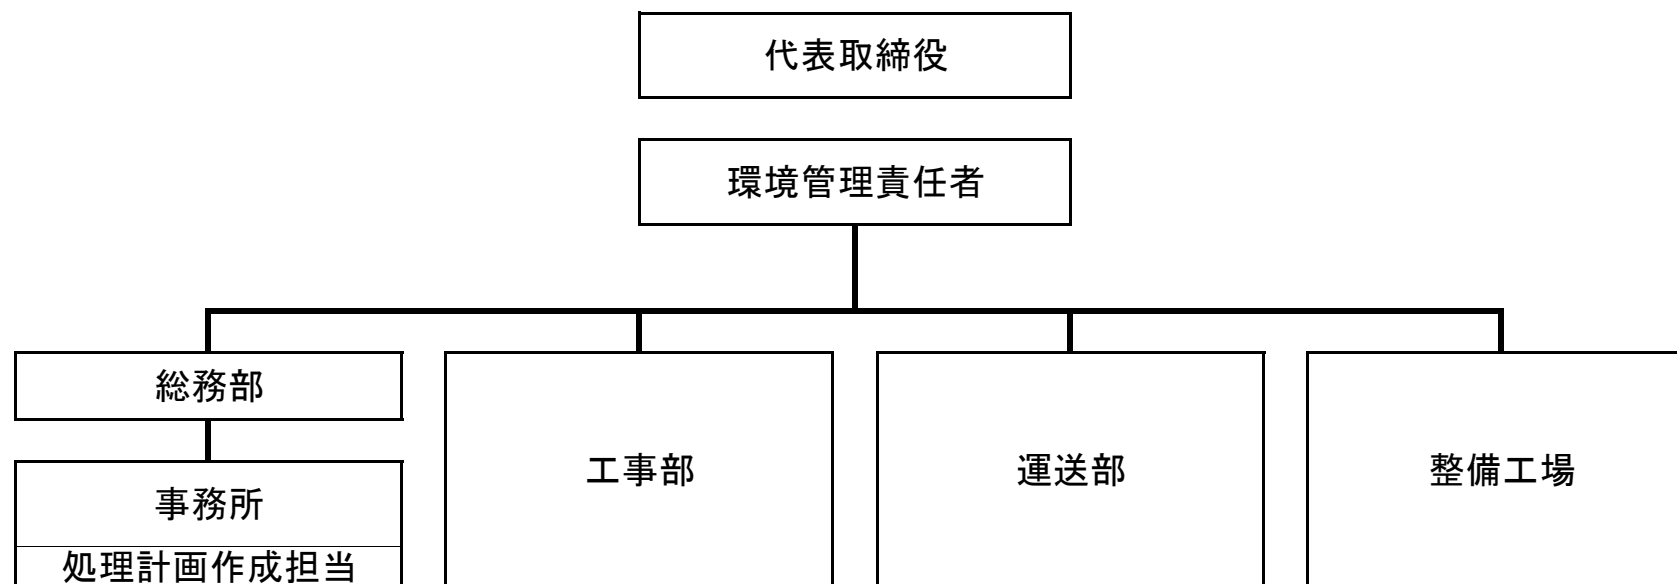 代表取締役
環境管理責任者
総務部
工事部
運送部
整備工場
事務所
処理計画作成担当